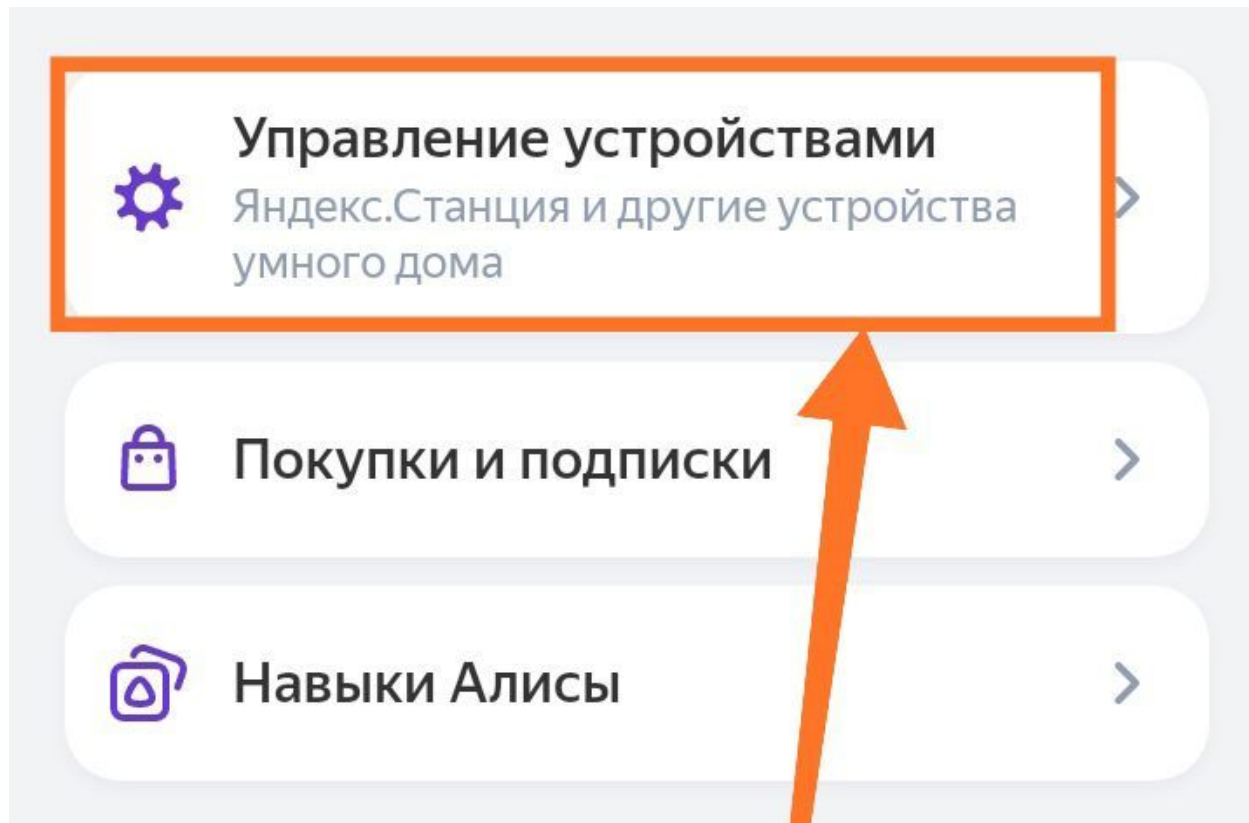 Управление устройствами
Яндекс.Станция и другие устройства
умного дома
Покупки и подписки
Навыки Алисы